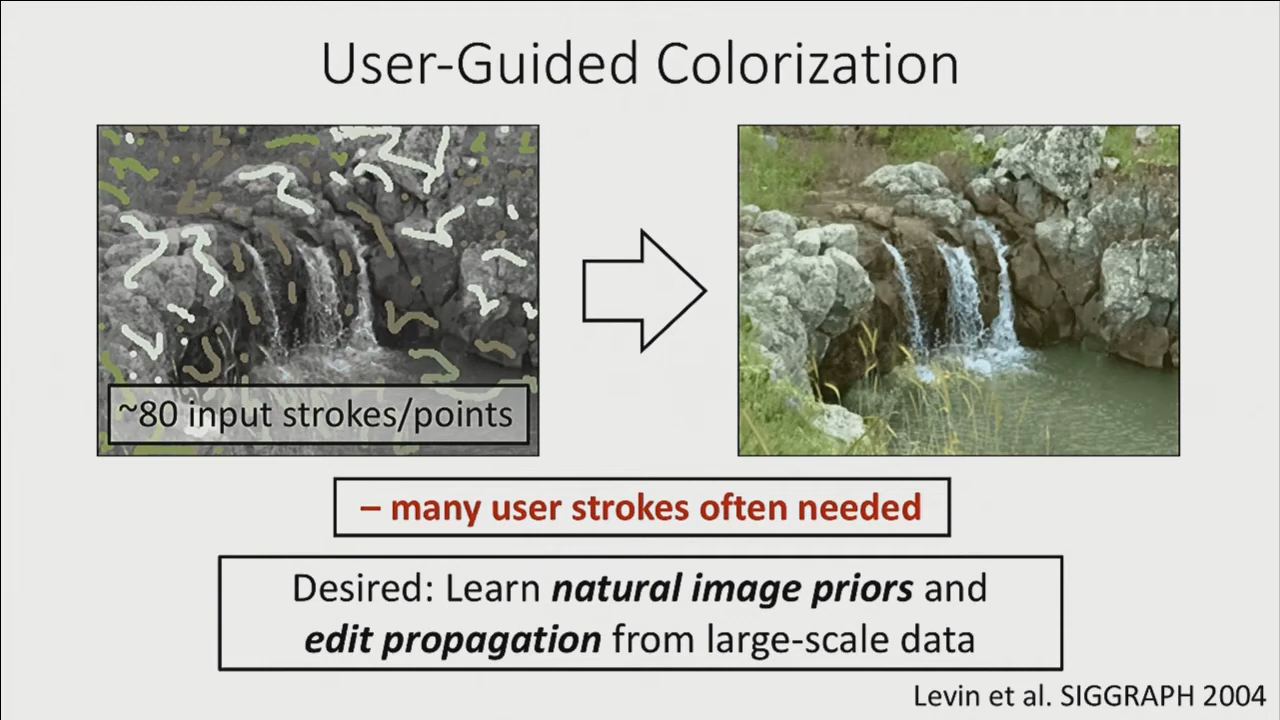 User-Guided Colorization
~80 input strokes/points
– many user strokes often needed
Desired: Learn natural image priors and
edit propagation from large-scale data
Levin et al. SIGGRAPH 2004